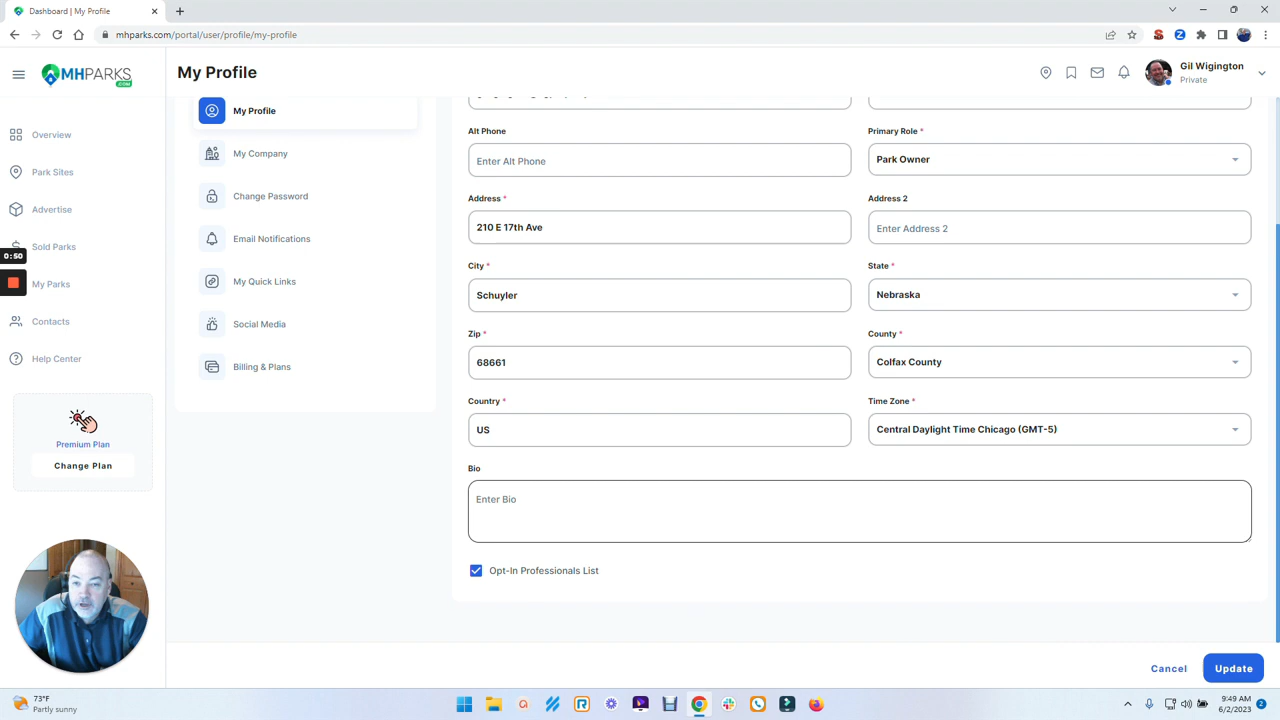 Dashboard | My Profile
mhparks.com/portal/user/profile/my-profile
MHPARKS
.COM
My Profile
Gil Wigington
Private
Overview
Park Sites
Advertise
Sold Parks
0:50
My Parks
Contacts
Help Center
Premium Plan
Change Plan
My Profile
My Company
Change Password
Email Notifications
My Quick Links
Social Media
Billing & Plans
Alt Phone
Enter Alt Phone
Primary Role *
Park Owner
Address *
210 E 17th Ave
Address 2
Enter Address 2
City *
Schuyler
State *
Nebraska
Zip *
68661
County *
Colfax County
Country *
US
Time Zone *
Central Daylight Time Chicago (GMT-5)
Bio
Enter Bio
Opt-In Professionals List
Cancel
Update
73°F
Partly sunny
9:49 AM
6/2/2023
2